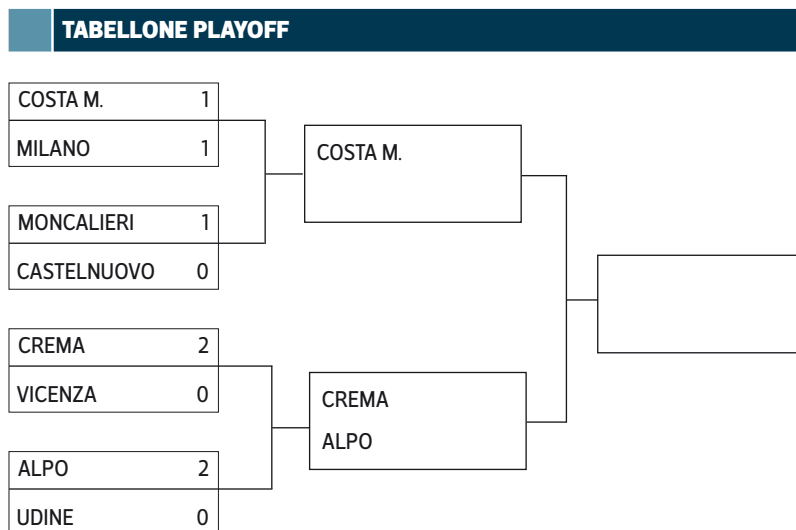 TABELLONE PLAYOFF
COSTA M. 1
MILANO 1
MONCALIERI 1
CASTELNUOVO 0
CREMA 2
VICENZA 0
ALPO 2
UDINE 0
COSTA M.
CREMA
ALPO